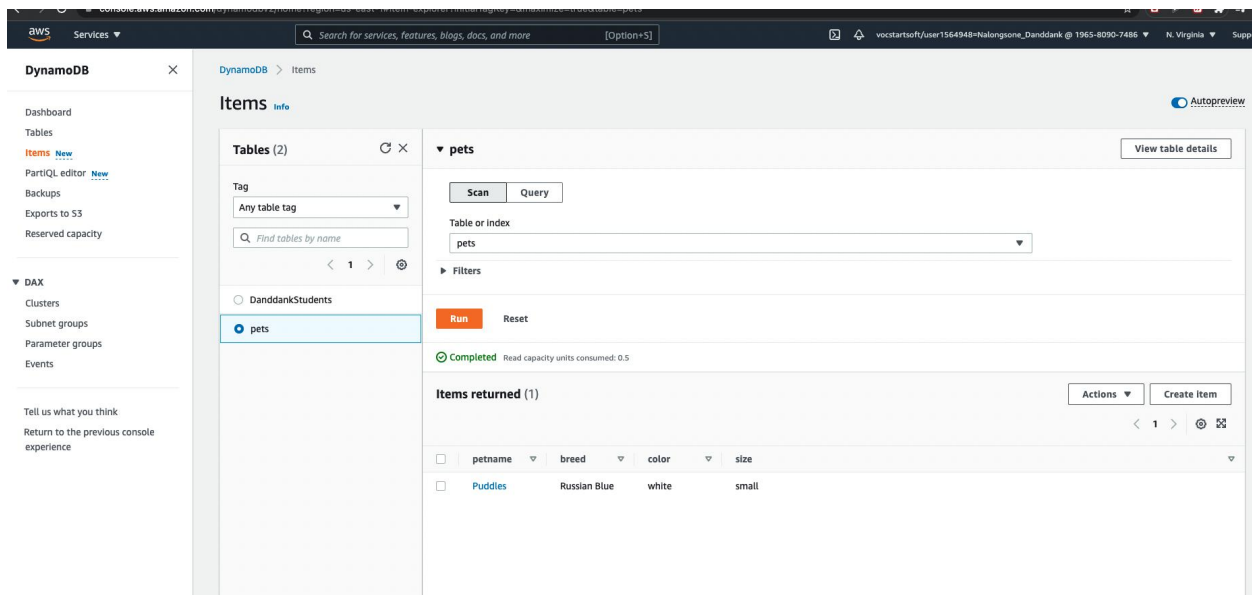 aws
Services ▼
Search for services, features, blogs, docs, and more [Option+S]
vocstartsoft/user1564948=Nalongsone_Danddank @ 1965-8090-7486 ▼
N. Virginia ▼
Supp
DynamoDB
Dashboard
Tables
Items New
PartiQL editor New
Backups
Exports to S3
Reserved capacity
▼ DAX
Clusters
Subnet groups
Parameter groups
Events
Tell us what you think
Return to the previous console
experience
DynamoDB > Items
Items Info
Autopreview
Tables (2)
Tag
Any table tag
Find tables by name
< 1 >
DanddankStudents
pets
▼ pets
View table details
Scan Query
Table or index
pets
▶ Filters
Run Reset
Completed Read capacity units consumed: 0.5
Items returned (1)
Actions ▼ Create item
< 1 >
petname breed color size
Puddles Russian Blue white small